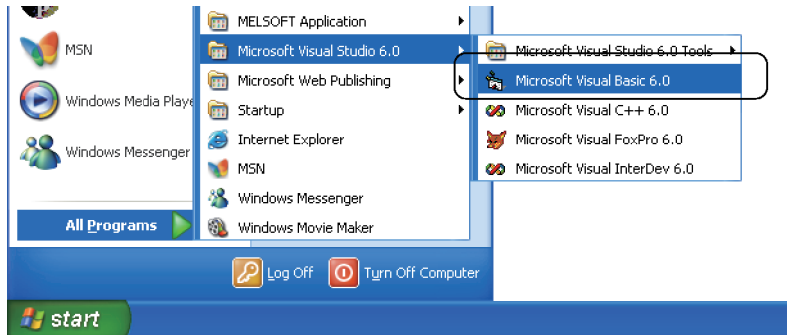 MSN
Windows Media Playe
Windows Messenger
All Programs
MELSOFT Application
Microsoft Visual Studio 6.0
Microsoft Web Publishing
Startup
Internet Explorer
MSN
Windows Messenger
Windows Movie Maker
Microsoft Visual Studio 6.0 Tools
Microsoft Visual Basic 6.0
Microsoft Visual C++ 6.0
Microsoft Visual FoxPro 6.0
Microsoft Visual InterDev 6.0
Log Off
Turn Off Computer
start